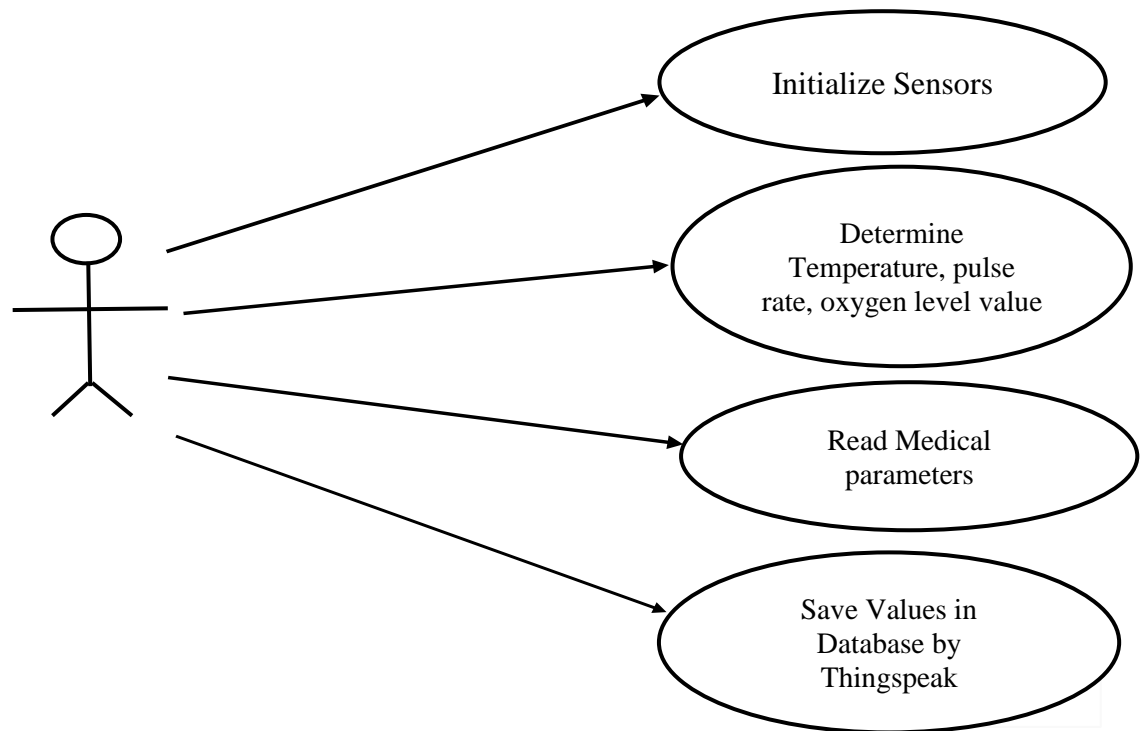 Initialize Sensors
Determine
Temperature, pulse
rate, oxygen level value
Read Medical
parameters
Save Values in
Database by
Thingspeak